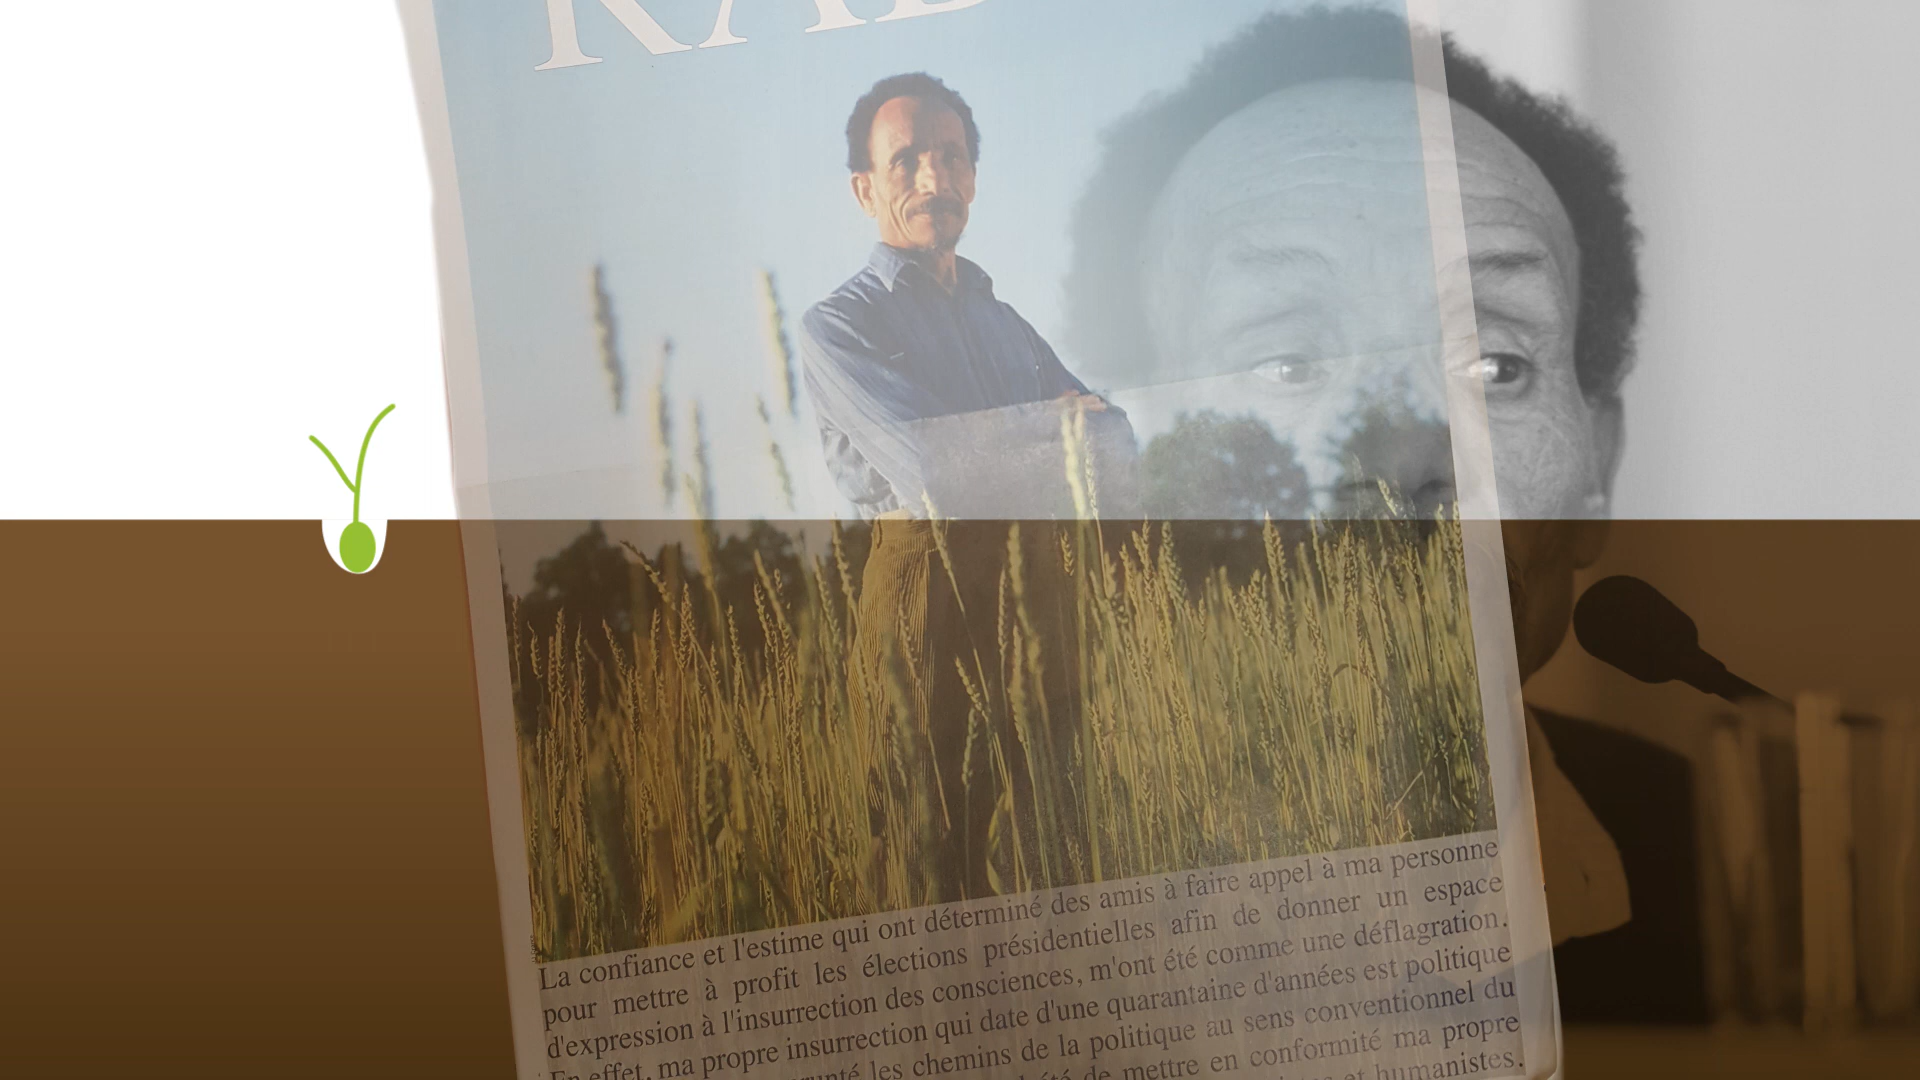 RAB
La confiance et l'estime qui ont déterminé des amis à faire appel à ma personne
pour mettre à profit les élections présidentielles afin de donner un espace
d'expression à l'insurrection des consciences, m'ont été comme une déflagration.
En effet, ma propre insurrection qui date d'une quarantaine d'années est politique
les chemins de la politique au sens conventionnel du
de mettre en conformité ma propre
et humanistes.